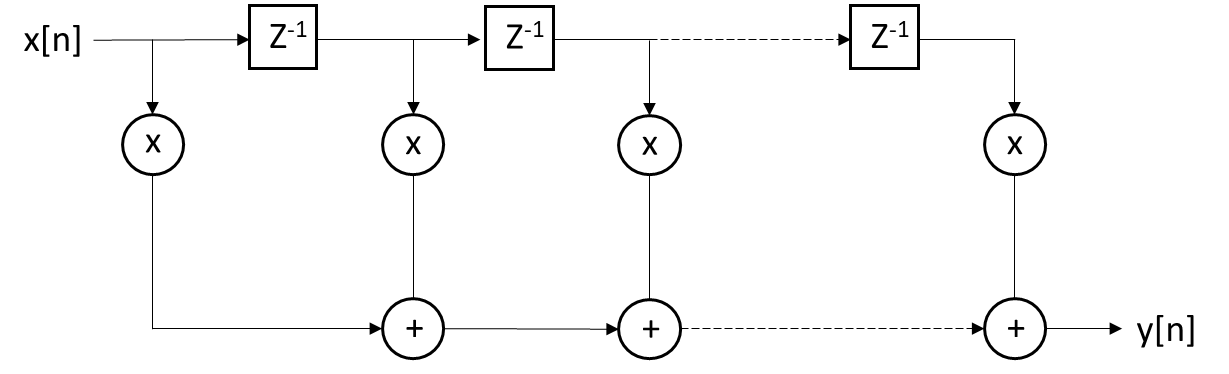 x[n] Z-1 Z-1 Z-1
x x x x
+ + + y[n]